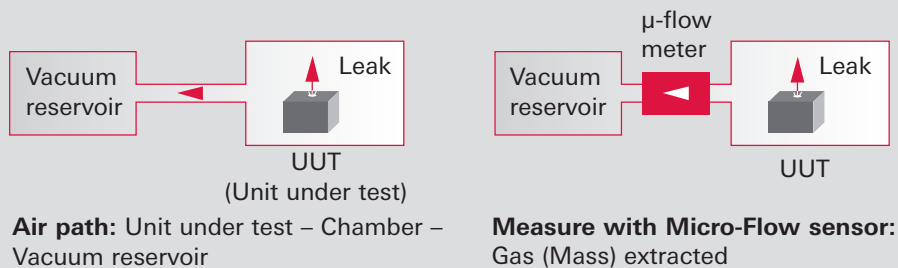 Vacuum
reservoir
Leak
UUT
(Unit under test)
Air path: Unit under test – Chamber –
Vacuum reservoir
µ-flow
meter
Vacuum
reservoir
Leak
UUT
Measure with Micro-Flow sensor:
Gas (Mass) extracted